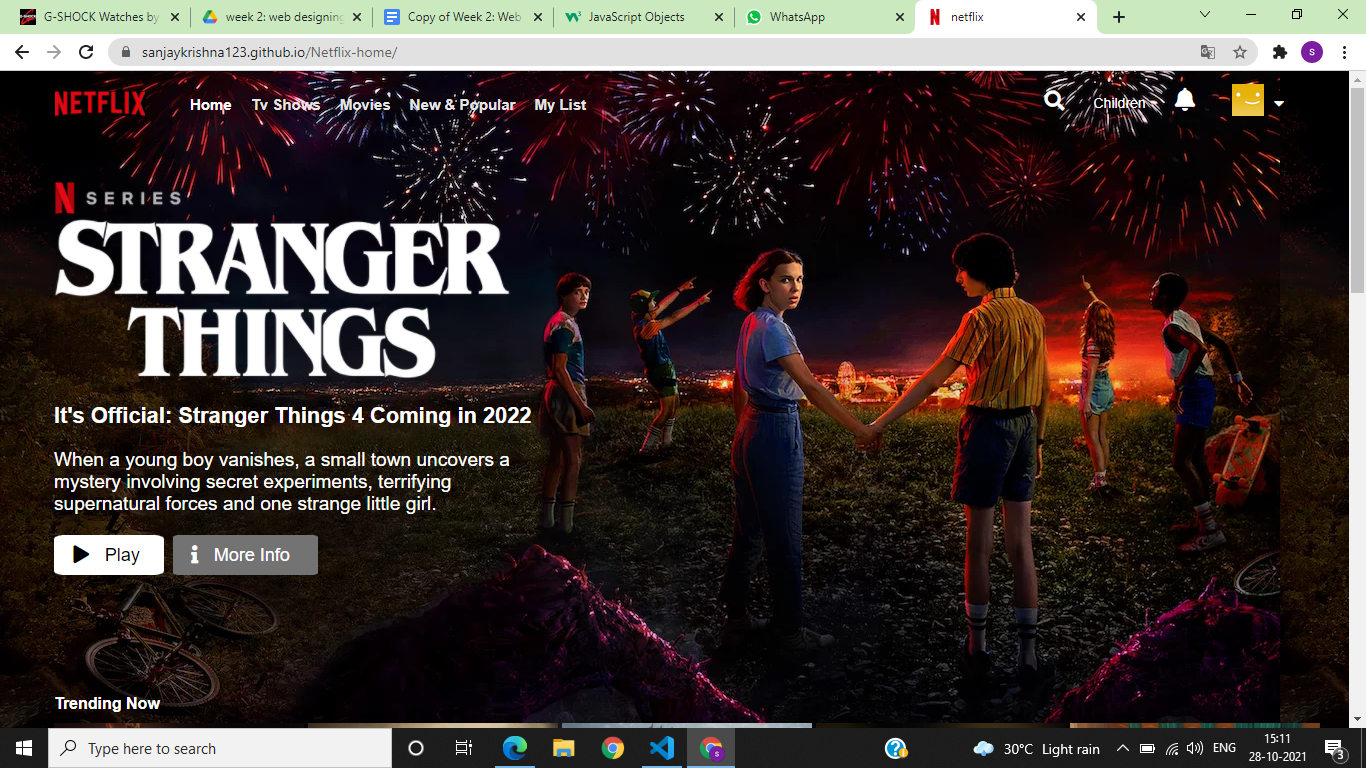 G-SHOCK Watches by
week 2: web designing
Copy of Week 2: Web
JavaScript Objects
WhatsApp
netflix
sanjaykrishna123.github.io/Netflix-home/
NETFLIX
Home
Tv Shows
Movies
New & Popular
My List
Children
N SERIES
STRANGER
THINGS
It's Official: Stranger Things 4 Coming in 2022
When a young boy vanishes, a small town uncovers a
mystery involving secret experiments, terrifying
supernatural forces and one strange little girl.
Play
More Info
Trending Now
Type here to search
30°C Light rain
ENG
15:11
28-10-2021
3